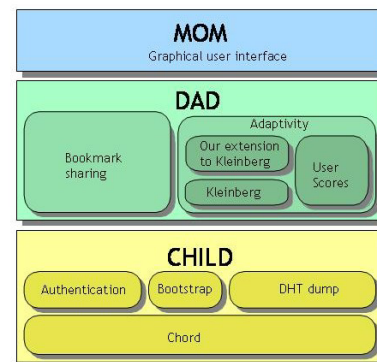 MOM
Graphical user interface
DAD
Bookmark
sharing
Adaptivity
Our extension
to Kleinberg
Kleinberg
User
Scores
CHILD
Authentication
Bootstrap
DHT dump
Chord